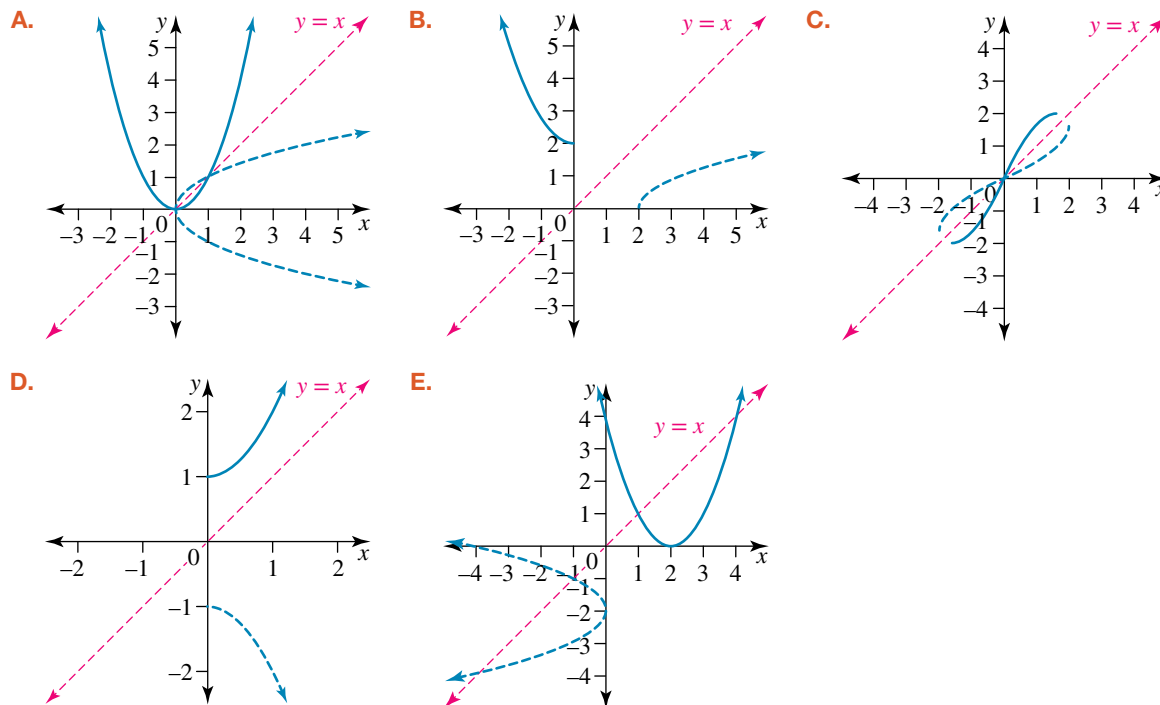 A.
y
y = x
5
4
3
2
1
0
–3 –2 –1
1 2 3 4 5
x
–1
–2
–3
B.
y
y = x
5
4
3
2
1
0
–3 –2 –1
1 2 3 4 5
x
–1
–2
–3
C.
y
y = x
4
3
2
1
0
–4 –3 –2 –1
1 2 3 4
x
–1
–2
–3
–4
D.
y
y = x
2
1
0
–2 –1
1 2
x
–1
–2
E.
y
y = x
4
3
2
1
0
–4 –3 –2 –1
1 2 3 4
x
–1
–2
–3
–4